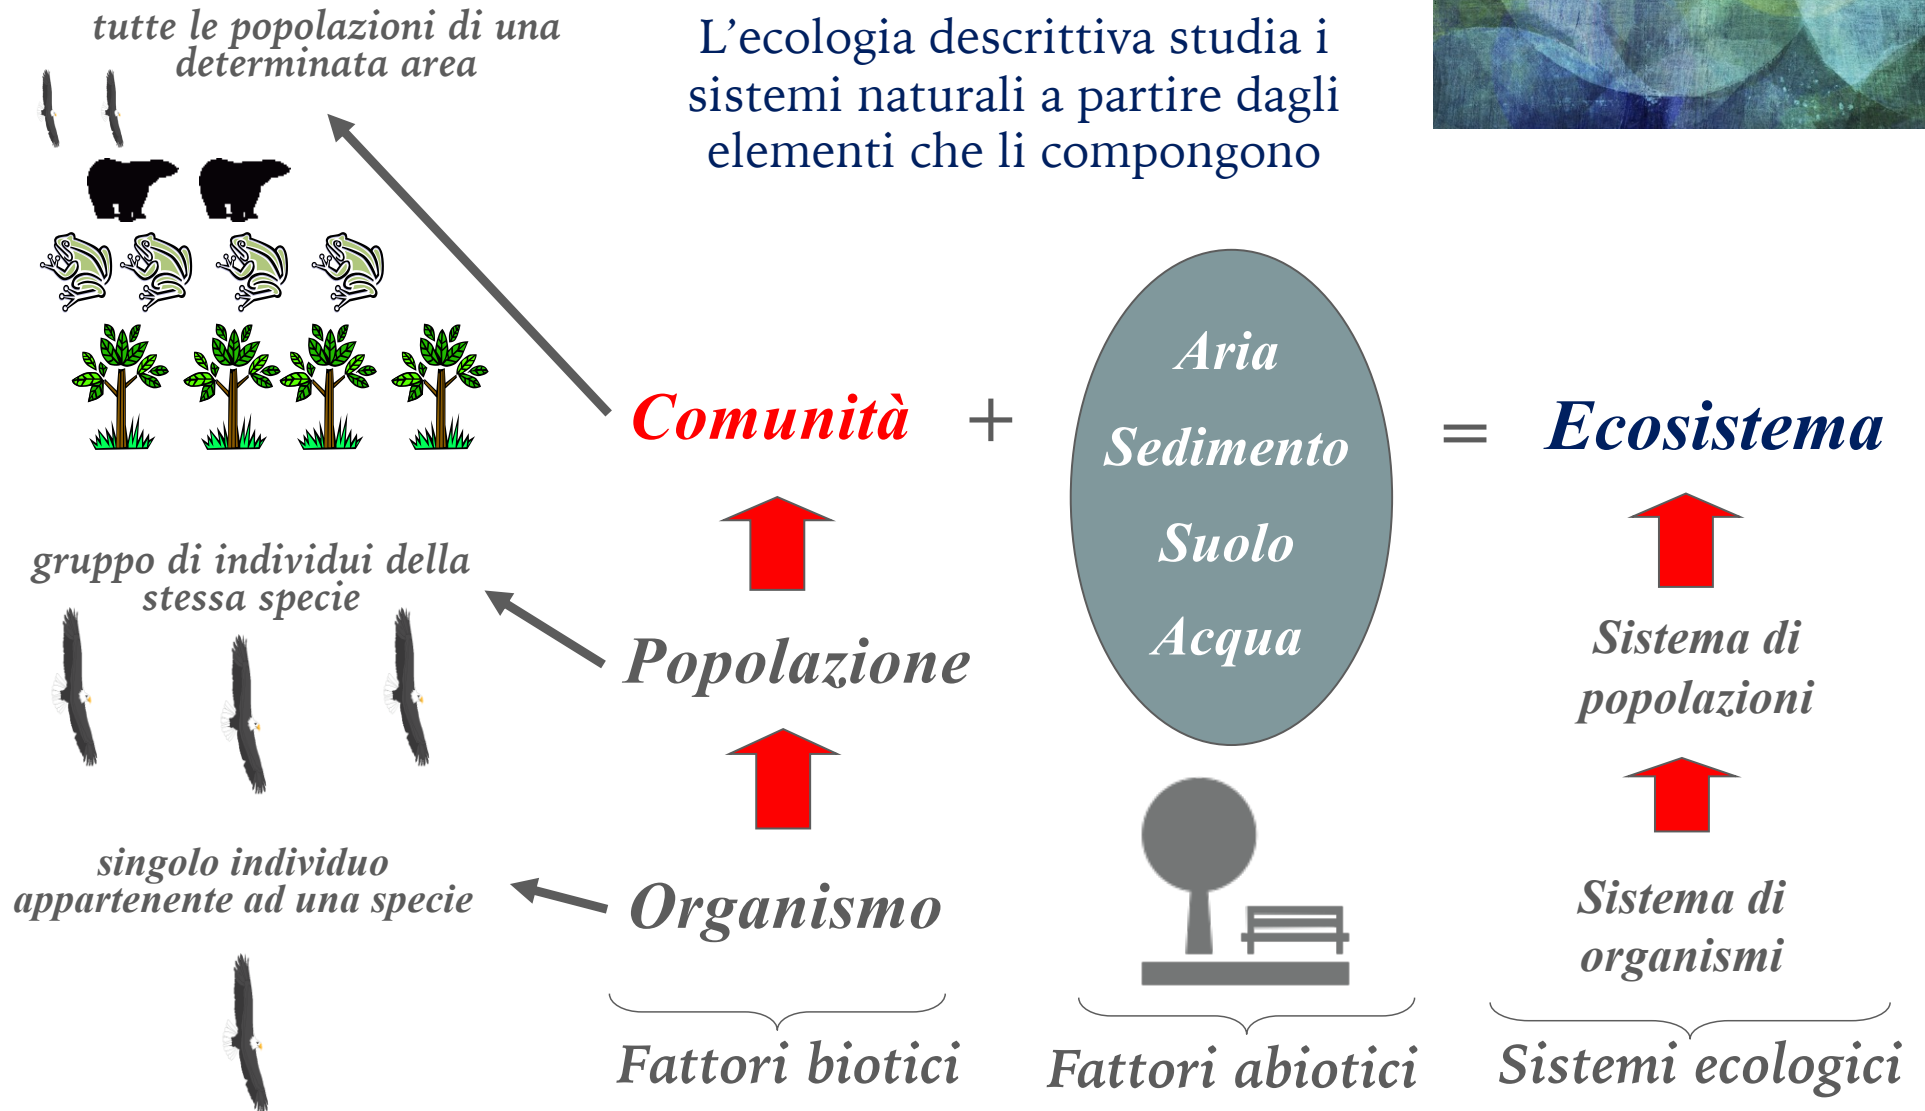 tutte le popolazioni di una
determinata area
L’ecologia descrittiva studia i
sistemi naturali a partire dagli
elementi che li compongono
Comunità
+
Aria
Sedimento
Suolo
Acqua
=
Ecosistema
gruppo di individui della
stessa specie
Popolazione
Sistema di
popolazioni
singolo individuo
appartenente ad una specie
Organismo
Sistema di
organismi
Fattori biotici
Fattori abiotici
Sistemi ecologici